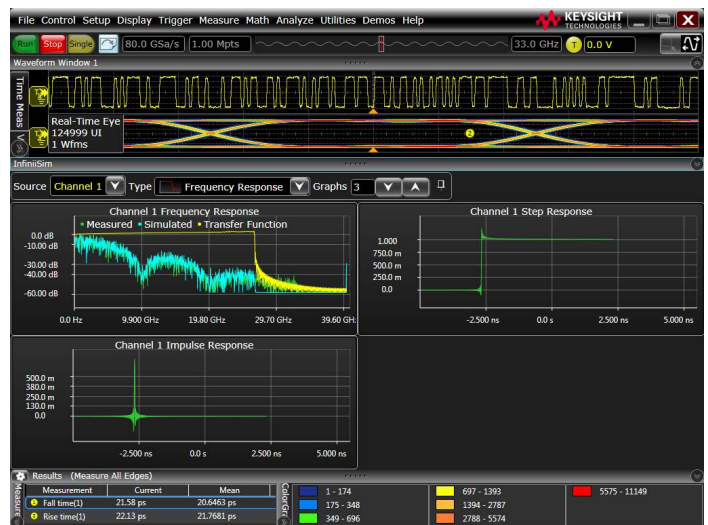 File Control Setup Display Trigger Measure Math Analyze Utilities Demos Help
KEYSIGHT
TECHNOLOGIES
Run Stop Single 80.0 GSa/s 1.00 Mpts 33.0 GHz T 0.0 V
Waveform Window 1
Time Meas
V
Real-Time Eye
124999 UI
1 Wfms
2
InfiniiSim
Source Channel 1 Type Frequency Response Graphs 3
Channel 1 Frequency Response
Measured Simulated Transfer Function
0.0 dB
-10.00 dB
-30.00 dB
-40.00 dB
-60.00 dB
0.0 Hz 9.900 GHz 19.80 GHz 29.70 GHz 39.60 GHz
Channel 1 Step Response
1.000
750.0 m
500.0 m
250.0 m
0.0
-2.500 ns 0.0 s 2.500 ns 5.000 ns
Channel 1 Impulse Response
500.0 m
380.0 m
250.0 m
130.0 m
0.0
-2.500 ns 0.0 s 2.500 ns 5.000 ns
Results (Measure All Edges)
Measure
Measurement Current Mean
2 Fall time(1) 21.58 ps 20.6463 ps
2 Rise time(1) 22.13 ps 21.7681 ps
ColorGr
1 - 174
175 - 348
349 - 696
697 - 1393
1394 - 2787
2788 - 5574
5575 - 11149